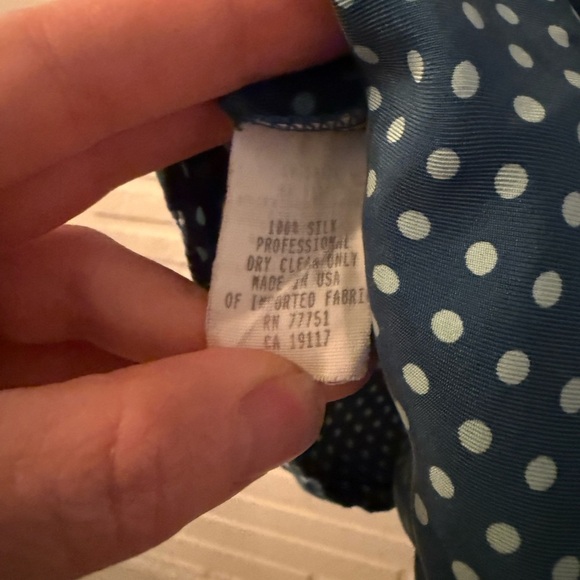 100% SILK
PROFESSIONAL
DRY CLEAN ONLY
MADE IN USA
OF IMPORTED FABRIC
RN 77751
CA 19117